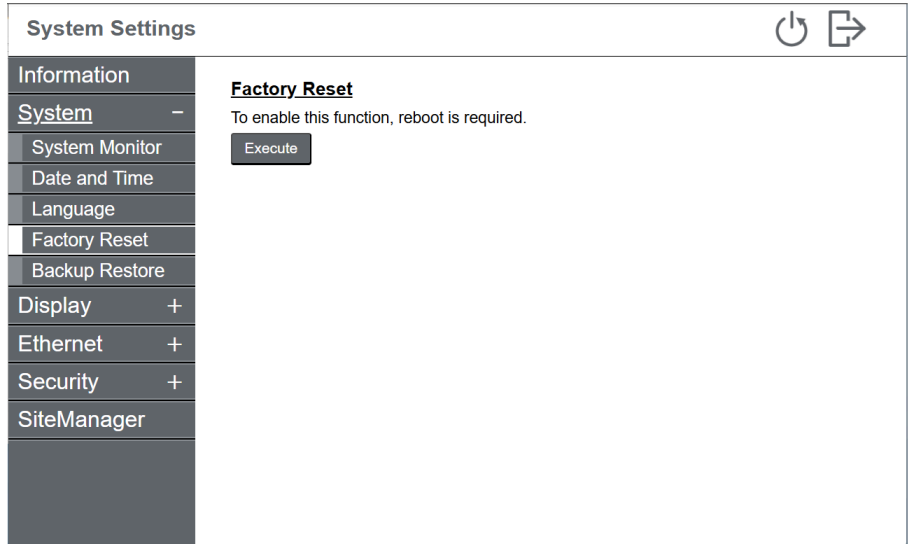 System Settings
Information
System −
System Monitor
Date and Time
Language
Factory Reset
Backup Restore
Display +
Ethernet +
Security +
SiteManager
Factory Reset
To enable this function, reboot is required.
Execute